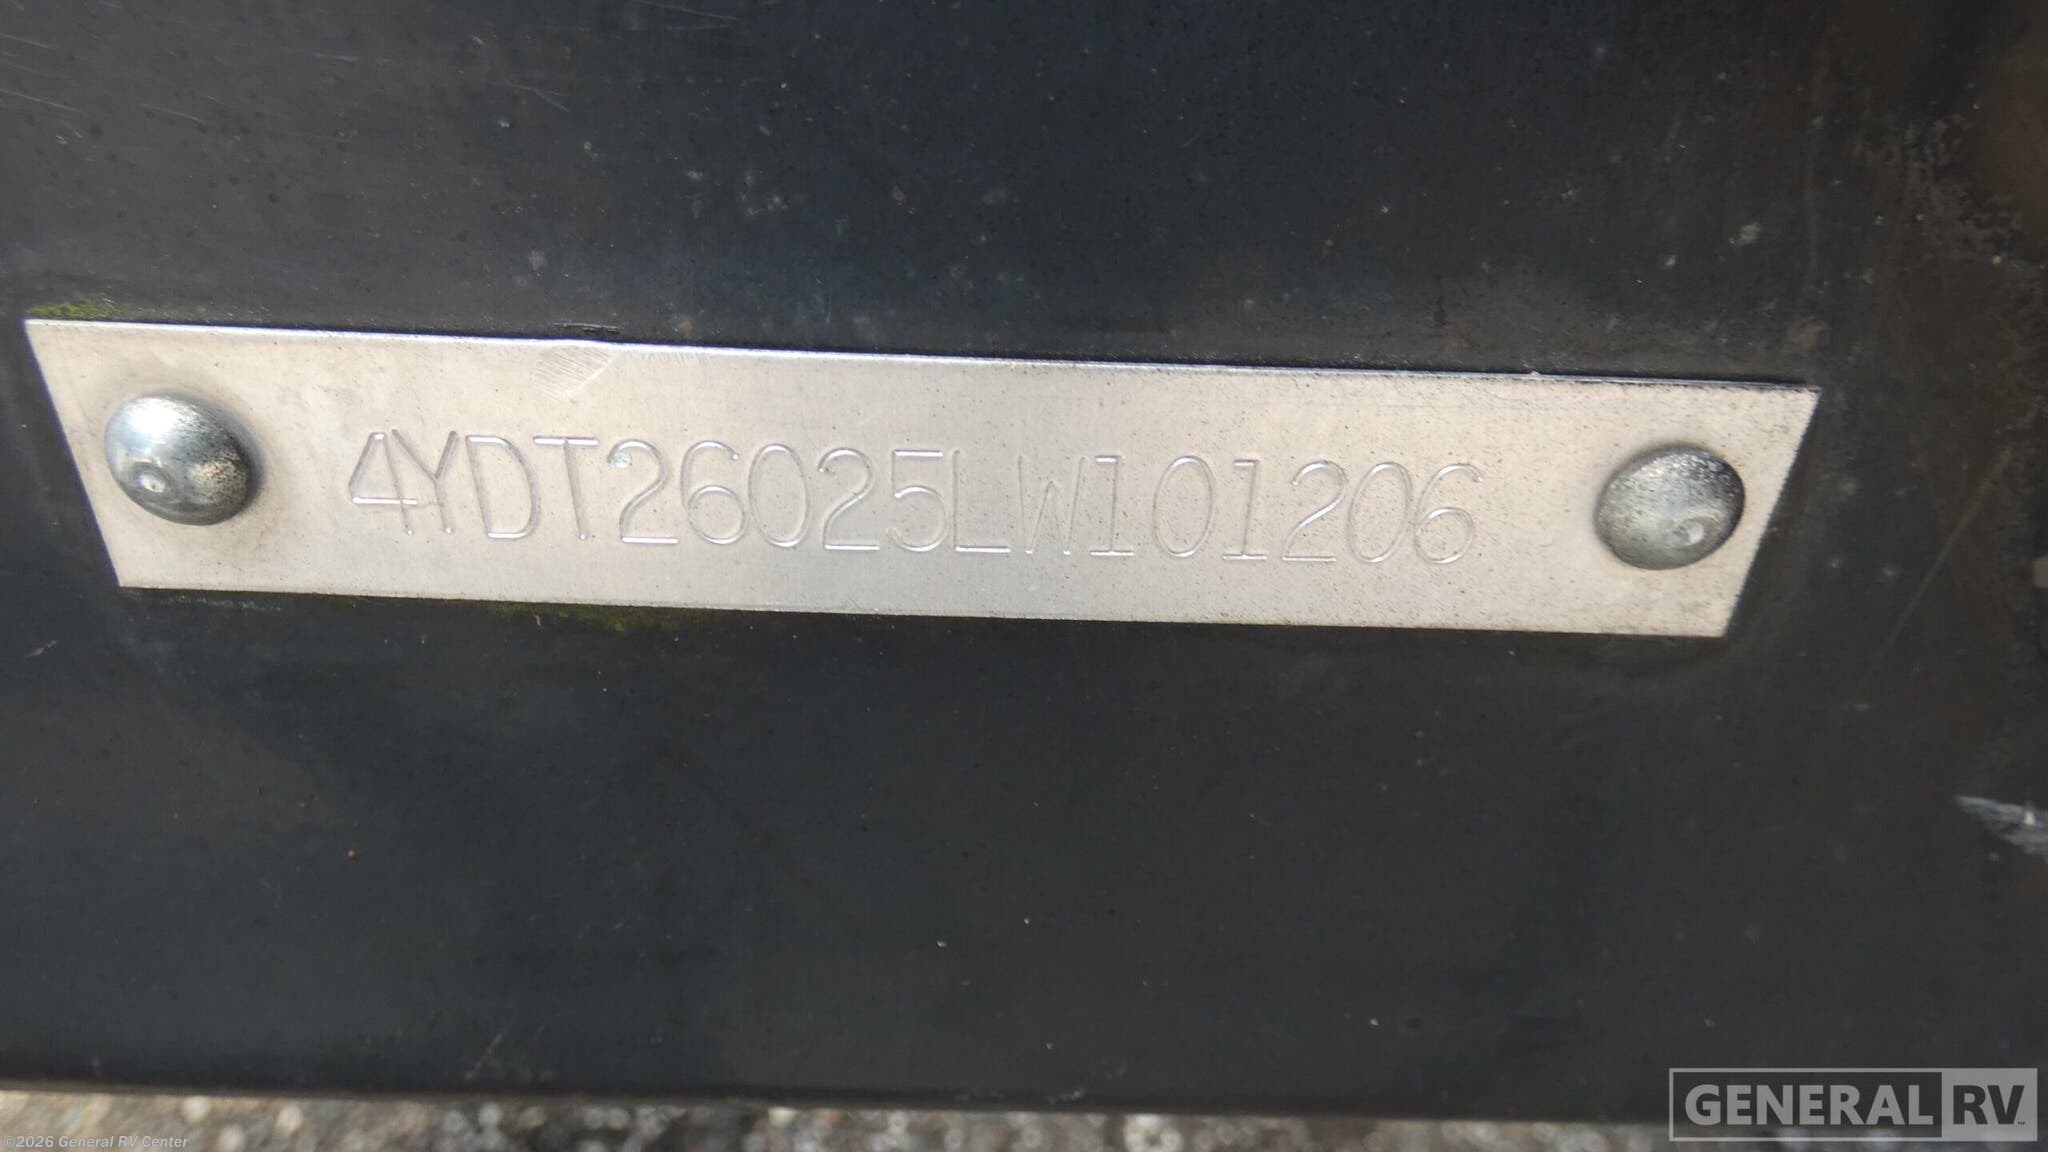 4YDT26025LW101206
GENERAL RV
©2026 General RV Center